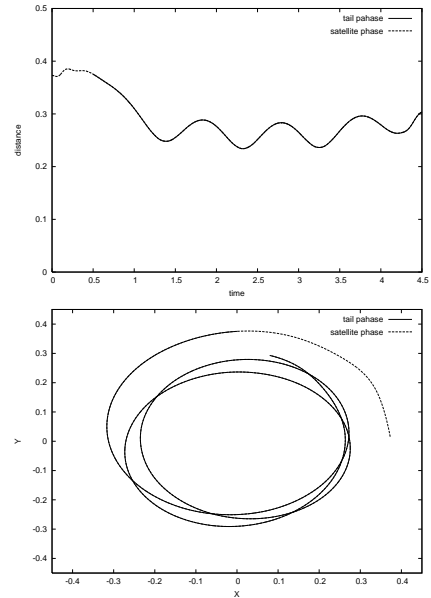 0.5
0.4
0.3
0.2
0.1
0
distance
tail pahase
satellite phase
0 0.5 1 1.5 2 2.5 3 3.5 4 4.5
time
0.4
0.3
0.2
0.1
0
-0.1
-0.2
-0.3
-0.4
Y
tail pahase
satellite phase
-0.4 -0.3 -0.2 -0.1 0 0.1 0.2 0.3 0.4
X